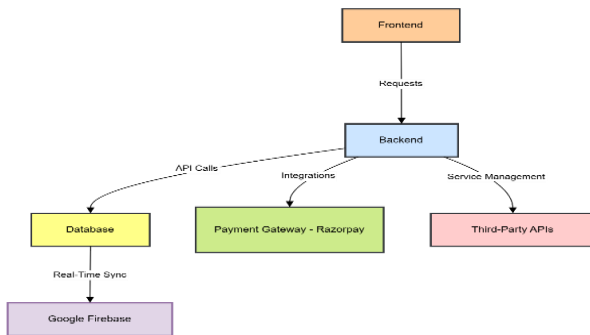 Frontend
Requests
Backend
API Calls
Integrations
Service Management
Database
Payment Gateway - Razorpay
Third-Party APIs
Real-Time Sync
Google Firebase